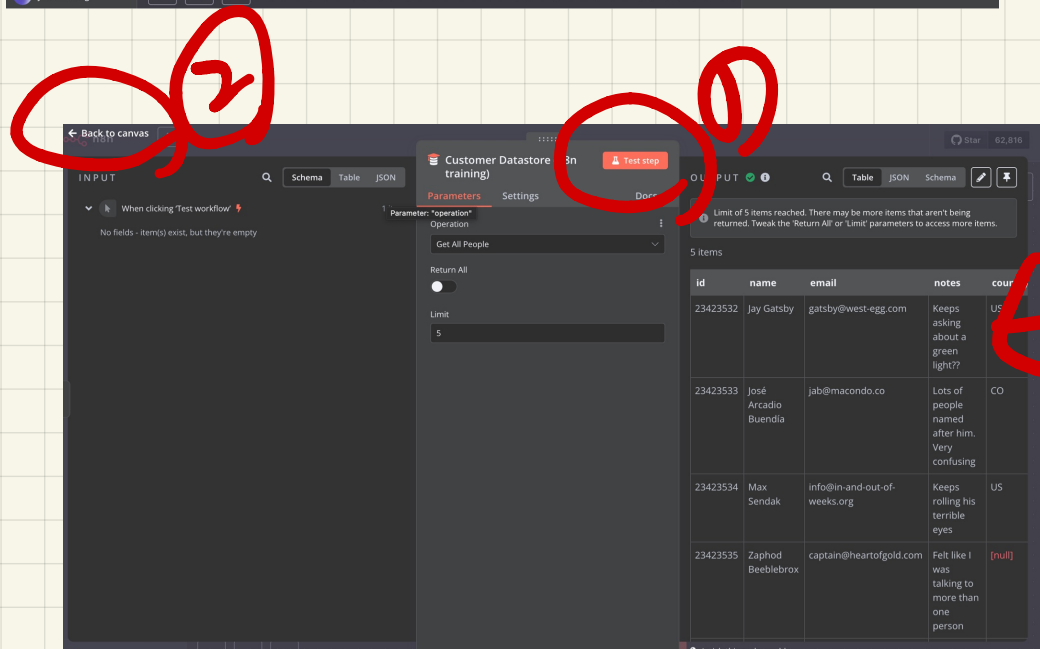 2
1
← Back to canvas
n8n
Star 62,816
INPUT
Schema Table JSON
When clicking 'Test workflow'
No fields - item(s) exist, but they're empty
Customer Datastore
training)
Test step
Parameters Settings Docs
Parameter: "operation"
Operation
Get All People
Return All
Limit
5
OUTPUT
Table JSON Schema
Limit of 5 items reached. There may be more items that aren't being
returned. Tweak the 'Return All' or 'Limit' parameters to access more items.
5 items
id name email notes
23423532 Jay Gatsby gatsby@west-egg.com Keeps US
asking
about a
green
light??
23423533 José jab@macondo.co Lots of CO
Arcadio people
Buendía named
after him.
Very
confusing
23423534 Max info@in-and-out-of- Keeps US
Sendak weeks.org rolling his
terrible
eyes
23423535 Zaphod captain@heartofgold.com Felt like I [null]
Beeblebrox was
talking to
more than
one
person